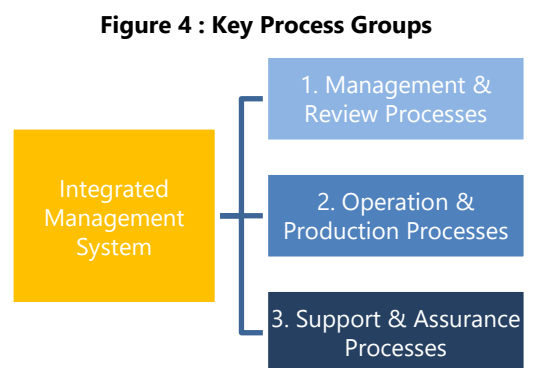 Figure 4 : Key Process Groups
Integrated
Management
System
1. Management &
Review Processes
2. Operation &
Production Processes
3. Support & Assurance
Processes